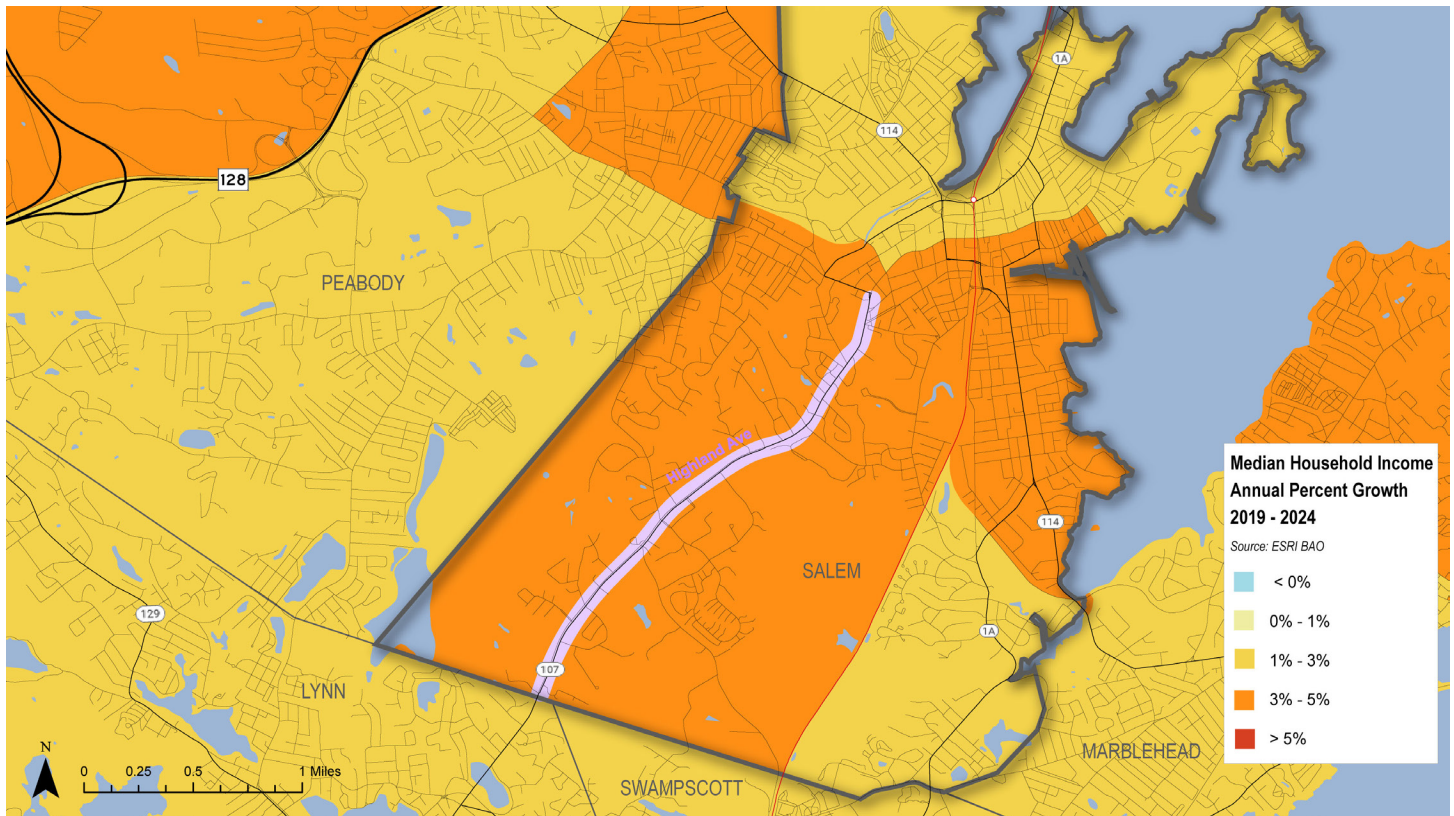 1A
114
128
PEABODY
Highland Ave
Median Household Income
Annual Percent Growth
2019 - 2024
Source: ESRI BAO
< 0%
0% - 1%
1% - 3%
3% - 5%
> 5%
114
SALEM
129
1A
107
LYNN
MARBLEHEAD
SWAMPSCOTT
N
0 0.25 0.5 1 Miles